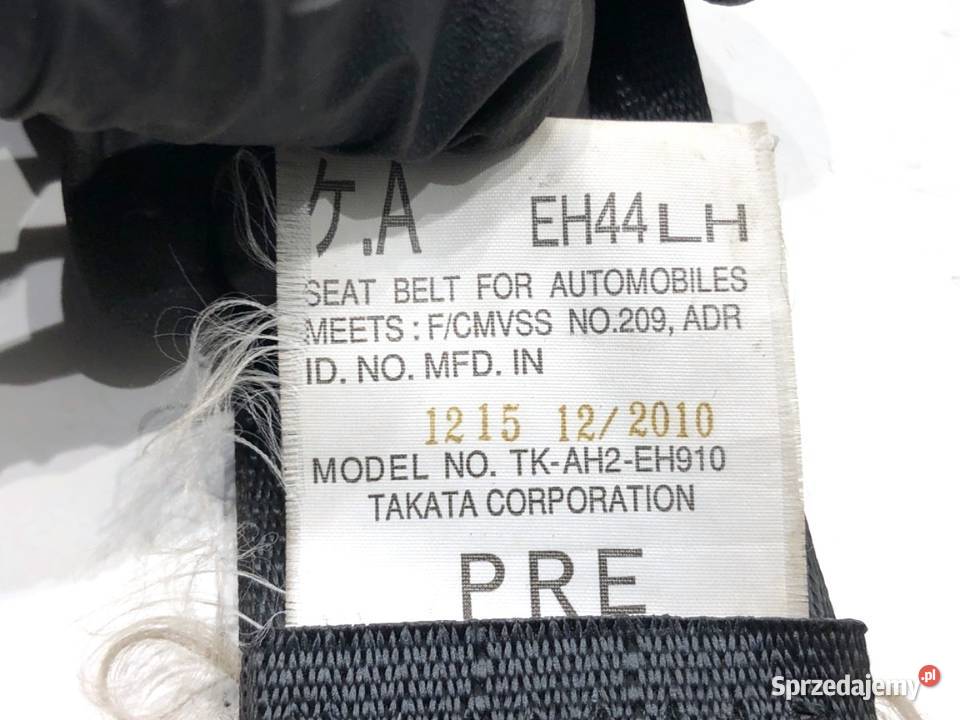 ケ.A EH44LH
SEAT BELT FOR AUTOMOBILES
MEETS : F/CMVSS NO.209, ADR
ID. NO. MFD. IN
1215 12/2010
MODEL NO. TK-AH2-EH910
TAKATA CORPORATION
PRE
Sprzedajemy.pl